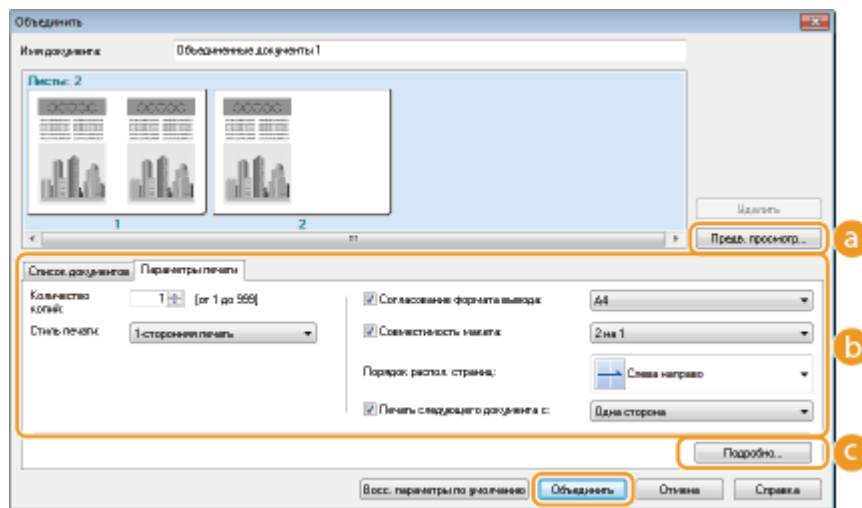 Объединить
Имя документа: Объединенные документы 1
Листы: 2
1 2
Удалить
Предв. просмотр... a
Список документов Параметры печати
Количество копий: 1 [от 1 до 999] Согласование формата вывода: A4
Стиль печати: 1-сторонняя печать Совместимость макета: 2 на 1
b
Порядок распол. страниц: Слева направо
Печать следующего документа с: Одна сторона
Подробно... c
Восс. параметры по умолчанию Объединить Отмена Справка